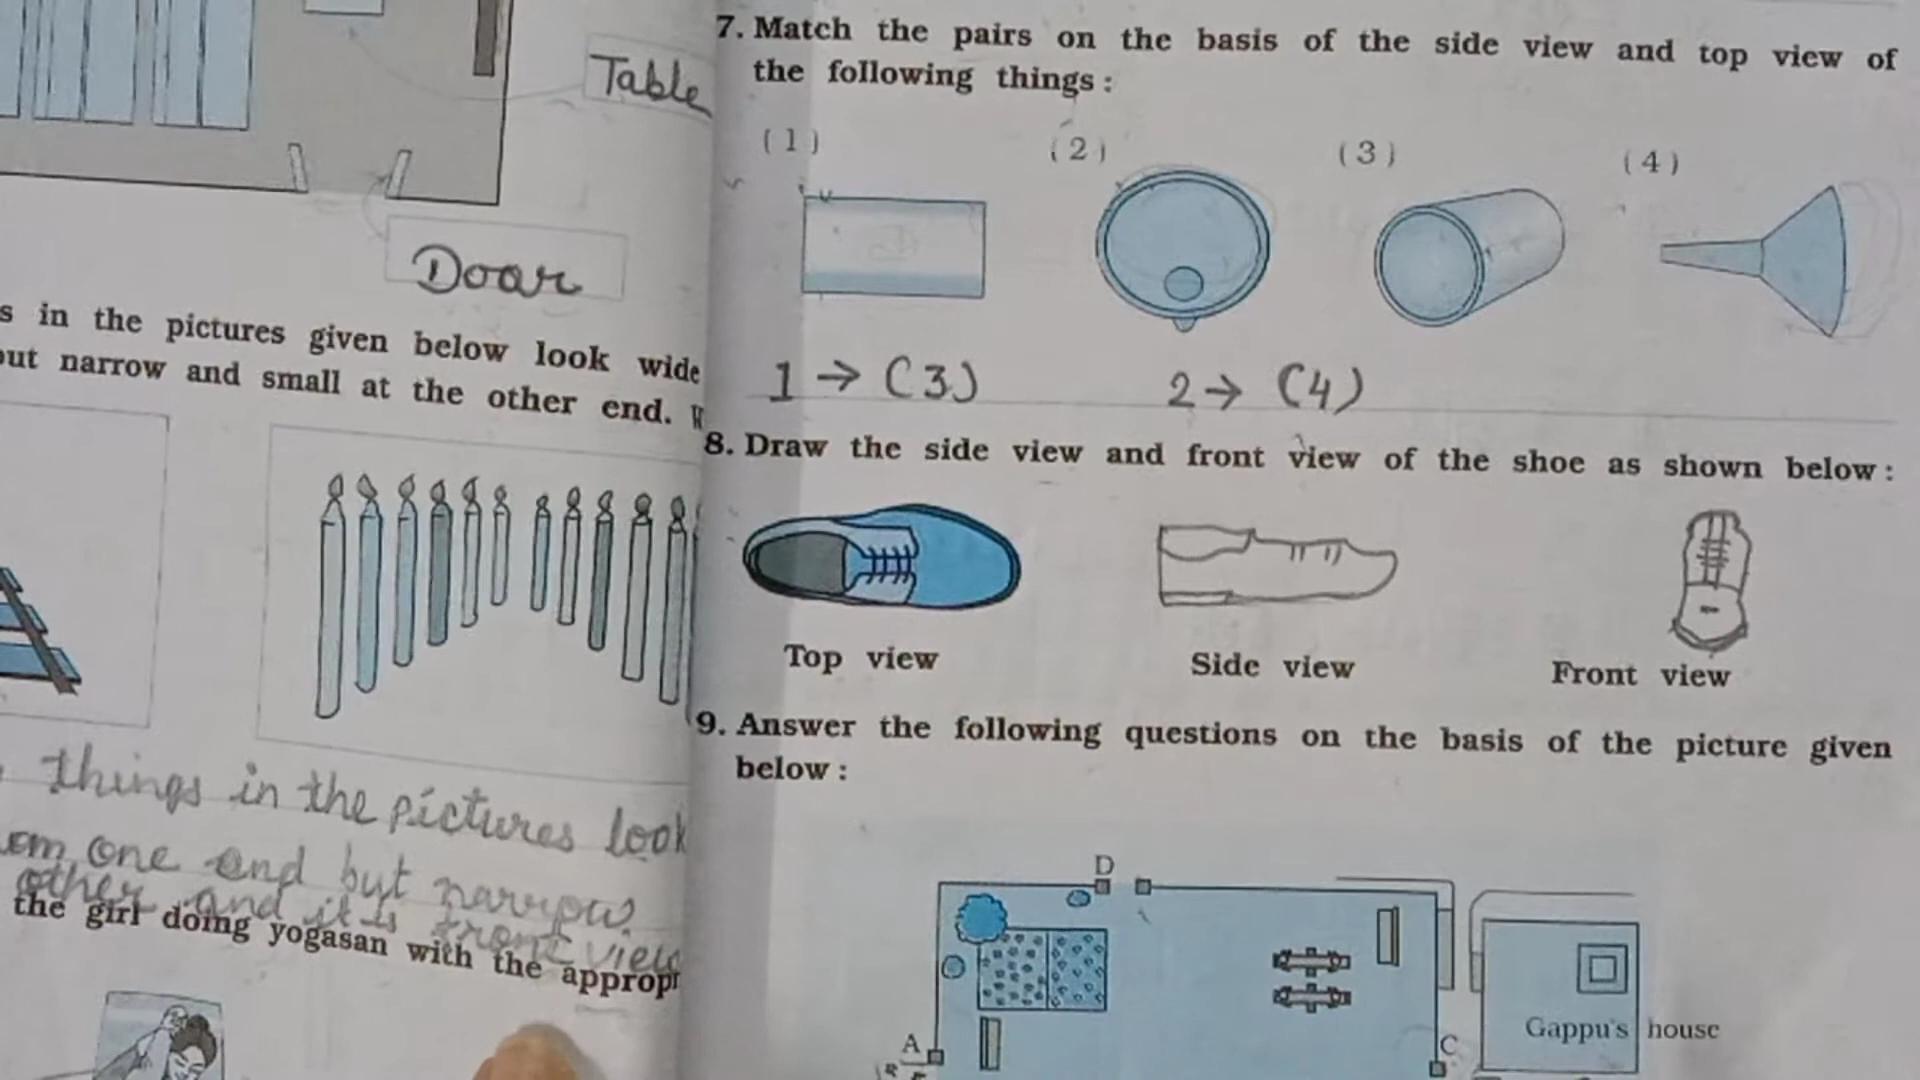 Table
Doar
s in the pictures given below look wide
out narrow and small at the other end.
things in the pictures look
one end but narrow
other and it is front view
the girl doing yogasan with the
7. Match the pairs on the basis of the side view and top view of
the following things :
(1) (2) (3) (4)
1 → (3) 2 → (4)
8. Draw the side view and front view of the shoe as shown below :
Top view Side view Front view
9. Answer the following questions on the basis of the picture given
below :
D
A
C
Gappu's house